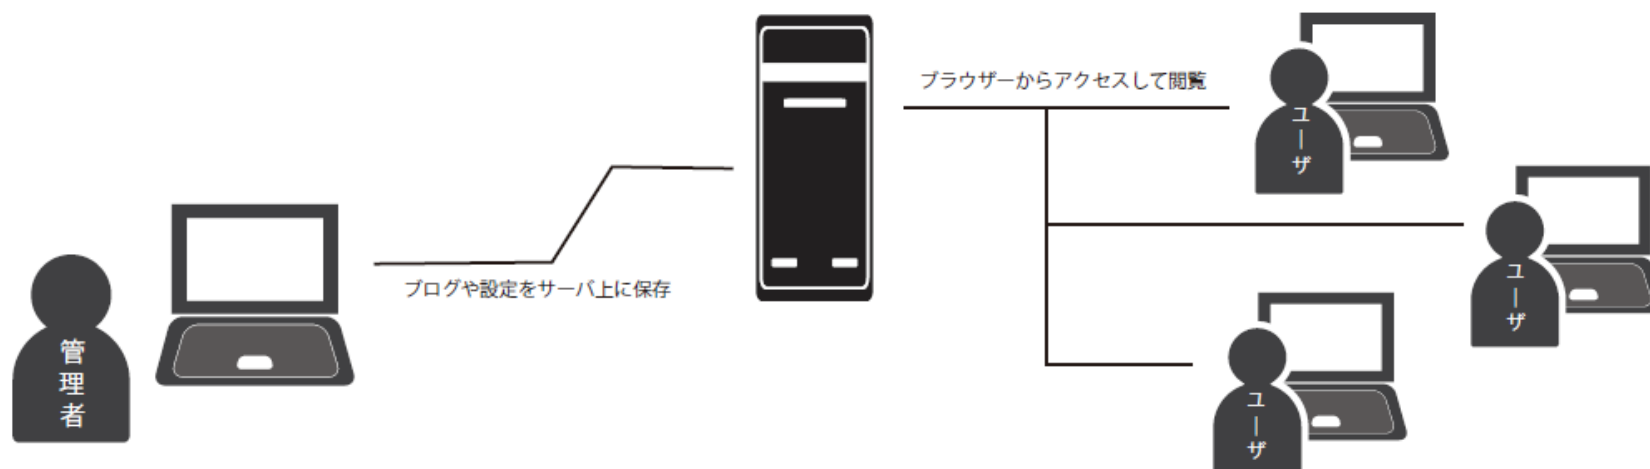 ブラウザーからアクセスして閲覧
ユーザ
ユーザ
ブログや設定をサーバ上に保存
管理者
ユーザ